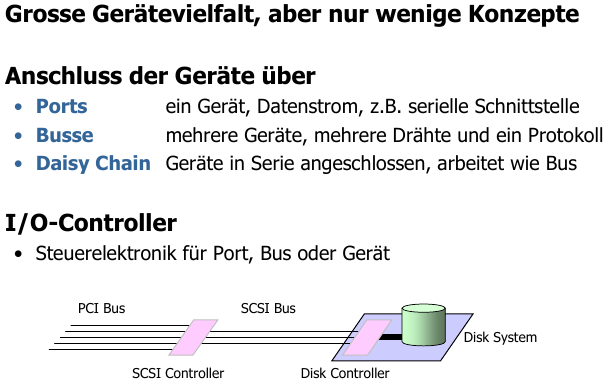 Grosse Gerätevielfalt, aber nur wenige Konzepte
Anschluss der Geräte über
• Ports ein Gerät, Datenstrom, z.B. serielle Schnittstelle
• Busse mehrere Geräte, mehrere Drähte und ein Protokoll
• Daisy Chain Geräte in Serie angeschlossen, arbeitet wie Bus
I/O-Controller
• Steuerelektronik für Port, Bus oder Gerät
PCI Bus SCSI Bus
Disk System
SCSI Controller Disk Controller